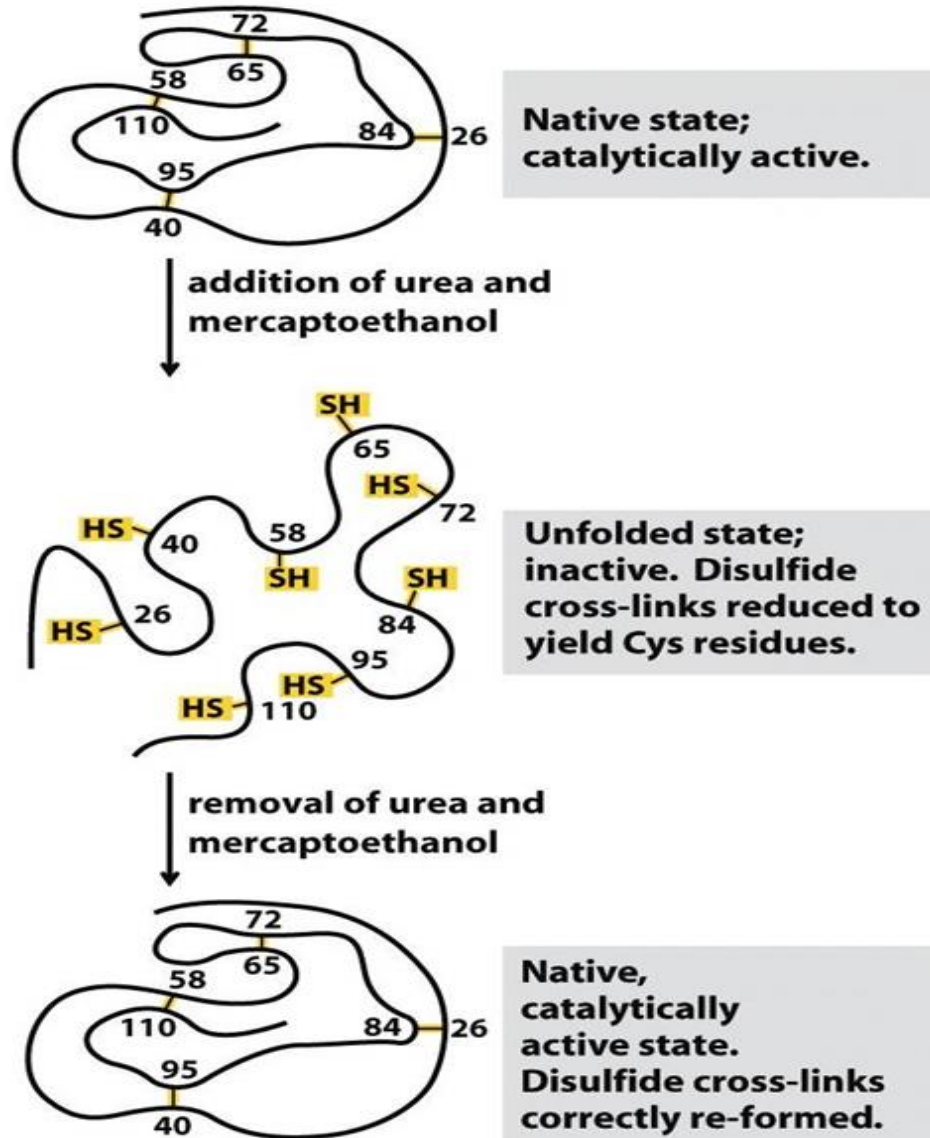 72
65
58
110
84
26
Native state;
catalytically active.
95
40
addition of urea and
mercaptoethanol
SH
65
HS
72
HS
40
58
SH
SH
84
26
HS
95
HS
HS
110
Unfolded state;
inactive. Disulfide
cross-links reduced to
yield Cys residues.
removal of urea and
mercaptoethanol
72
65
58
110
84
26
95
40
Native,
catalytically
active state.
Disulfide cross-links
correctly re-formed.